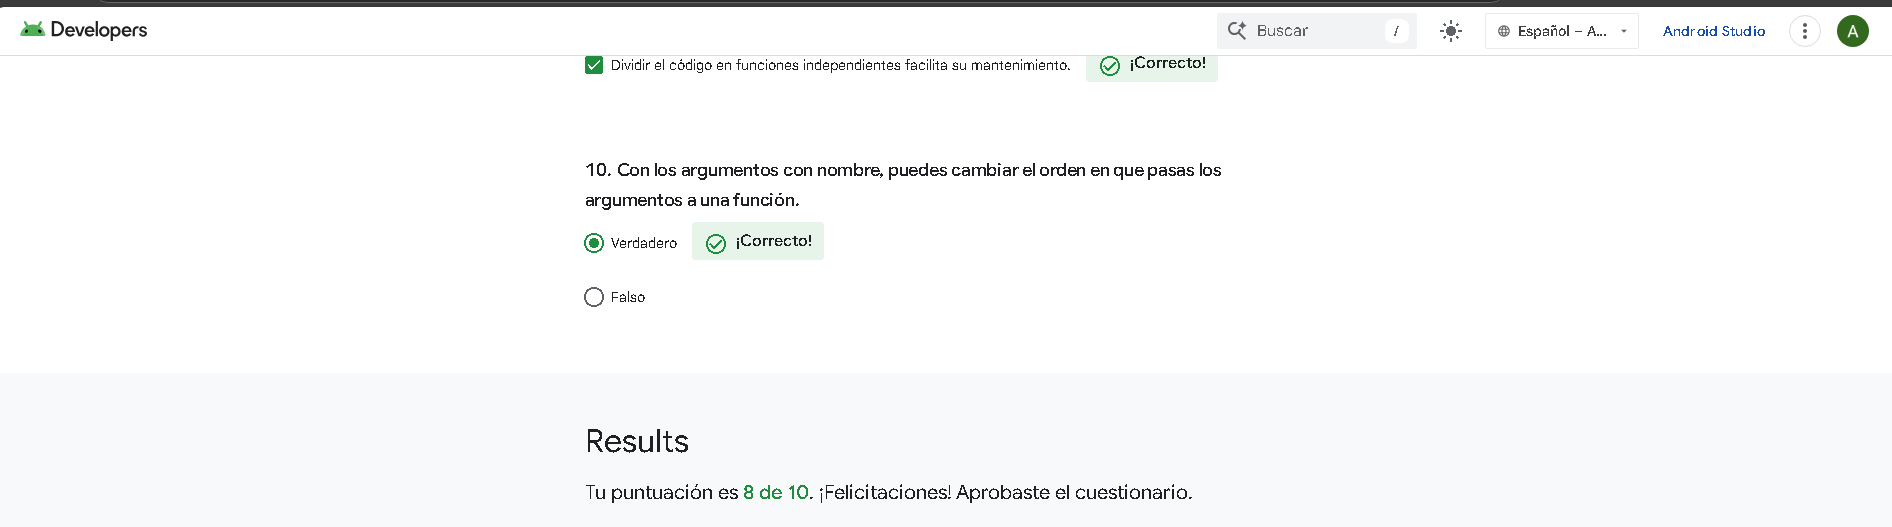 Developers
Buscar
/
Español – A...
Android Studio
A
Dividir el código en funciones independientes facilita su mantenimiento.
¡Correcto!
10. Con los argumentos con nombre, puedes cambiar el orden en que pasas los
argumentos a una función.
Verdadero
¡Correcto!
Falso
Results
Tu puntuación es 8 de 10. ¡Felicitaciones! Aprobaste el cuestionario.